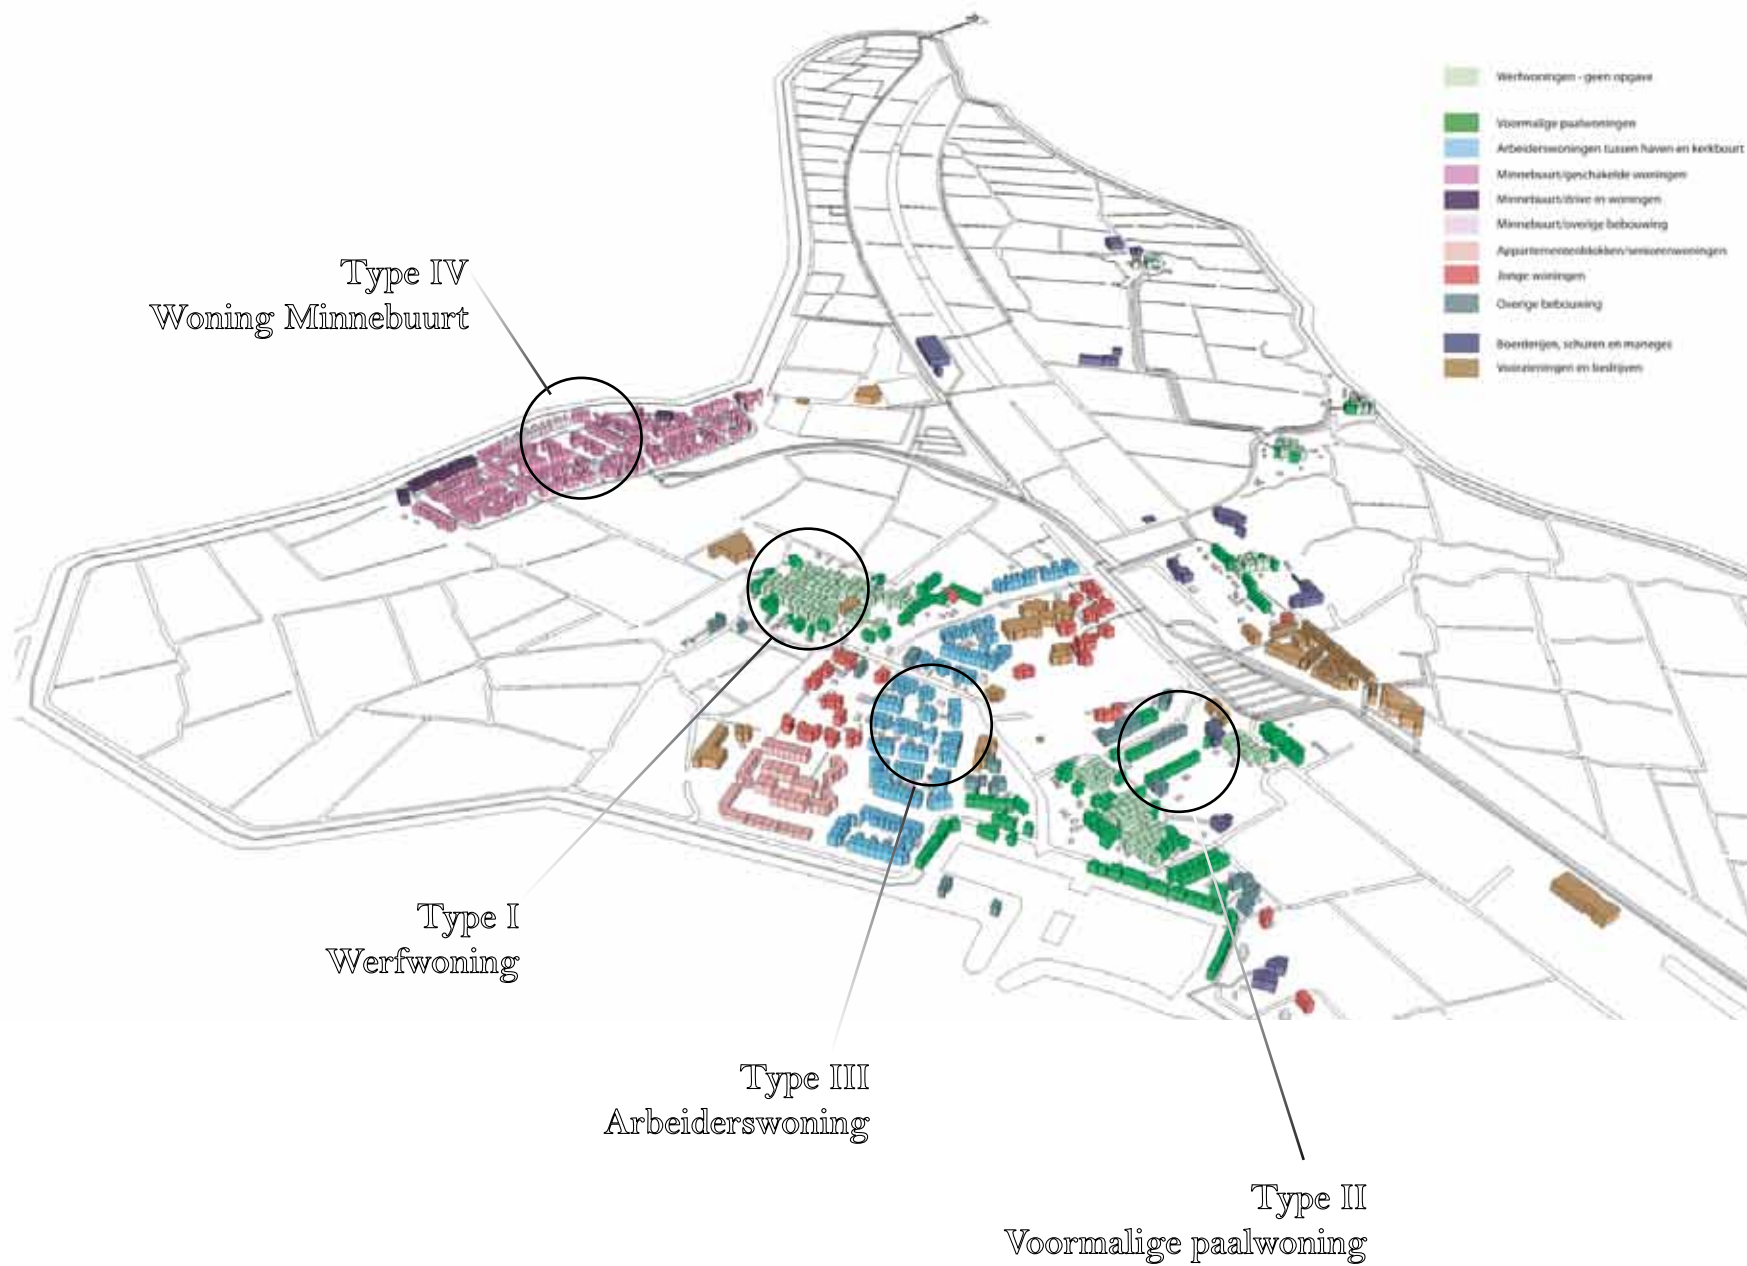 Werfwoningen - geen opgave
Voormalige paalwoningen
Arbeiderswoningen tussen haven en kerkbuurt
Minnebuurt/geschakelde woningen
Minnebuurt/drive in woningen
Minnebuurt/overige bebouwing
Appartementenblokken/seniorenwoningen
Jonge woningen
Overige bebouwing
Boerderijen, schuren en maneges
Voorzieningen en bedrijven
Type IV
Woning Minnebuurt
Type I
Werfwoning
Type III
Arbeiderswoning
Type II
Voormalige paalwoning